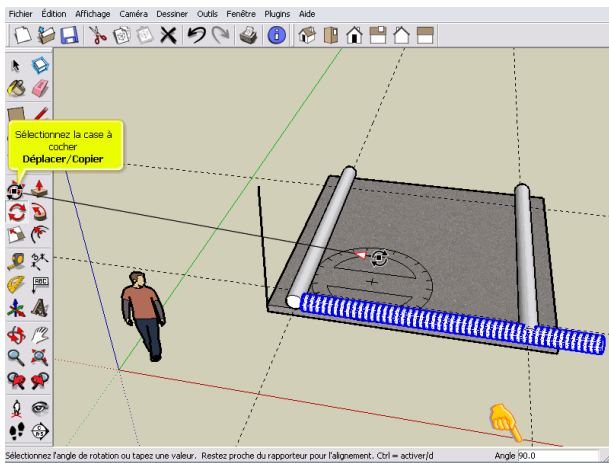 Fichier Édition Affichage Caméra Dessiner Outils Fenêtre Plugins Aide
Sélectionnez la case à
cocher
Déplacer/Copier
ABC
Sélectionnez l'angle de rotation ou tapez une valeur. Restez proche du rapporteur pour l'alignement. Ctrl = activer/d
Angle 90.0